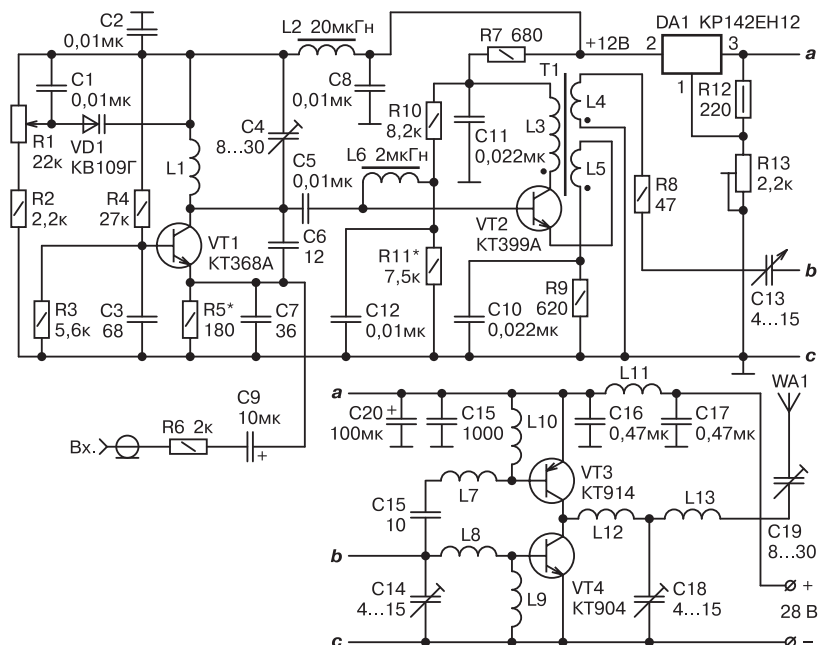 C2
0,01мк
L2 20мкГн
R7 680
+12В
DA1 КР142ЕН12
2
3
1
a
C1
0,01мк
C8
0,01мк
R10
8,2к
T1
L4
L3
R12
220
R1
22к
VD1
КВ109Г
C4
8...30
C11
0,022мк
L1
C5
0,01мк
L6 2мкГн
L5
R13
2,2к
R2
2,2к
R4
27к
R8
47
VT1
КТ368А
C6
12
VT2
КТ399А
R11*
7,5к
b
R3
5,6к
C3
68
R5*
180
C7
36
C12
0,01мк
C10
0,022мк
R9
620
C13
4...15
c
L11
WA1
a
C9
10мк
+
Вх.
R6 2к
C20
100мк
+
C15
1000
L10
C16
0,47мк
C17
0,47мк
L7
VT3
КТ914
L13
C15
10
L8
L12
C19
8...30
b
C14
4...15
L9
VT4
КТ904
C18
4...15
+
28 В
c
–